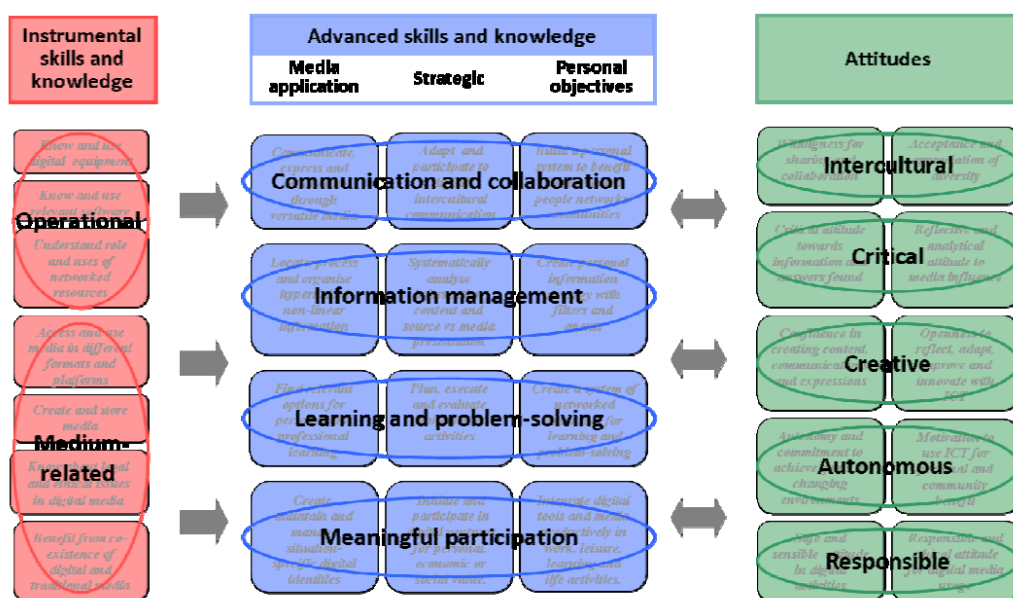 Instrumental
skills and
knowledge
Know and use
digital equipment
Know and use
relevant software
Operational
Understand role
and uses of
networked
resources
Access and use
media in different
formats and
platforms
Create and store
media
Medium-
related
issues
in digital media
Benefit from co-
existence of
digital and
traditional media
Advanced skills and knowledge
Media
application
Strategic
Personal
objectives
Communicate,
express and
through
versatile media
Adapt and
participate to
intercultural
communication
personal
system to benefit
people networks
Communication and collaboration
Locate, process
and organise
non-linear
information
Systematically
analyse
content and
source vs media
presentation
Create personal
information
with
filters and
Information management
Find relevant
options for
professional
learning
Plan, execute
and evaluate
activities
Create a system of
networked
for
learning and
problem-solving
Learning and problem-solving
Create
maintain and
situation-
specific digital
identities
participate in
for personal,
economic or
social value.
Integrate digital
tools and media
in
work, leisure,
learning and
life activities.
Meaningful participation
Attitudes
Willingness for
sharing
collaboration
Acceptance and
appreciation of
diversity
Intercultural
attitude
towards
information
answers found
Reflective and
analytical
attitude to
media influence
Critical
Confidence in
creating content,
and expressions
Openness to
reflect, adapt,
improve and
innovate with
ICT
Creative
Autonomy and
commitment to
achieve
changing
environments
Motivation to
use ICT for
and
community
benefit
Autonomous
Safe and
sensible attitude
in digital
activities
Responsible and
attitude
for digital media
usage
Responsible